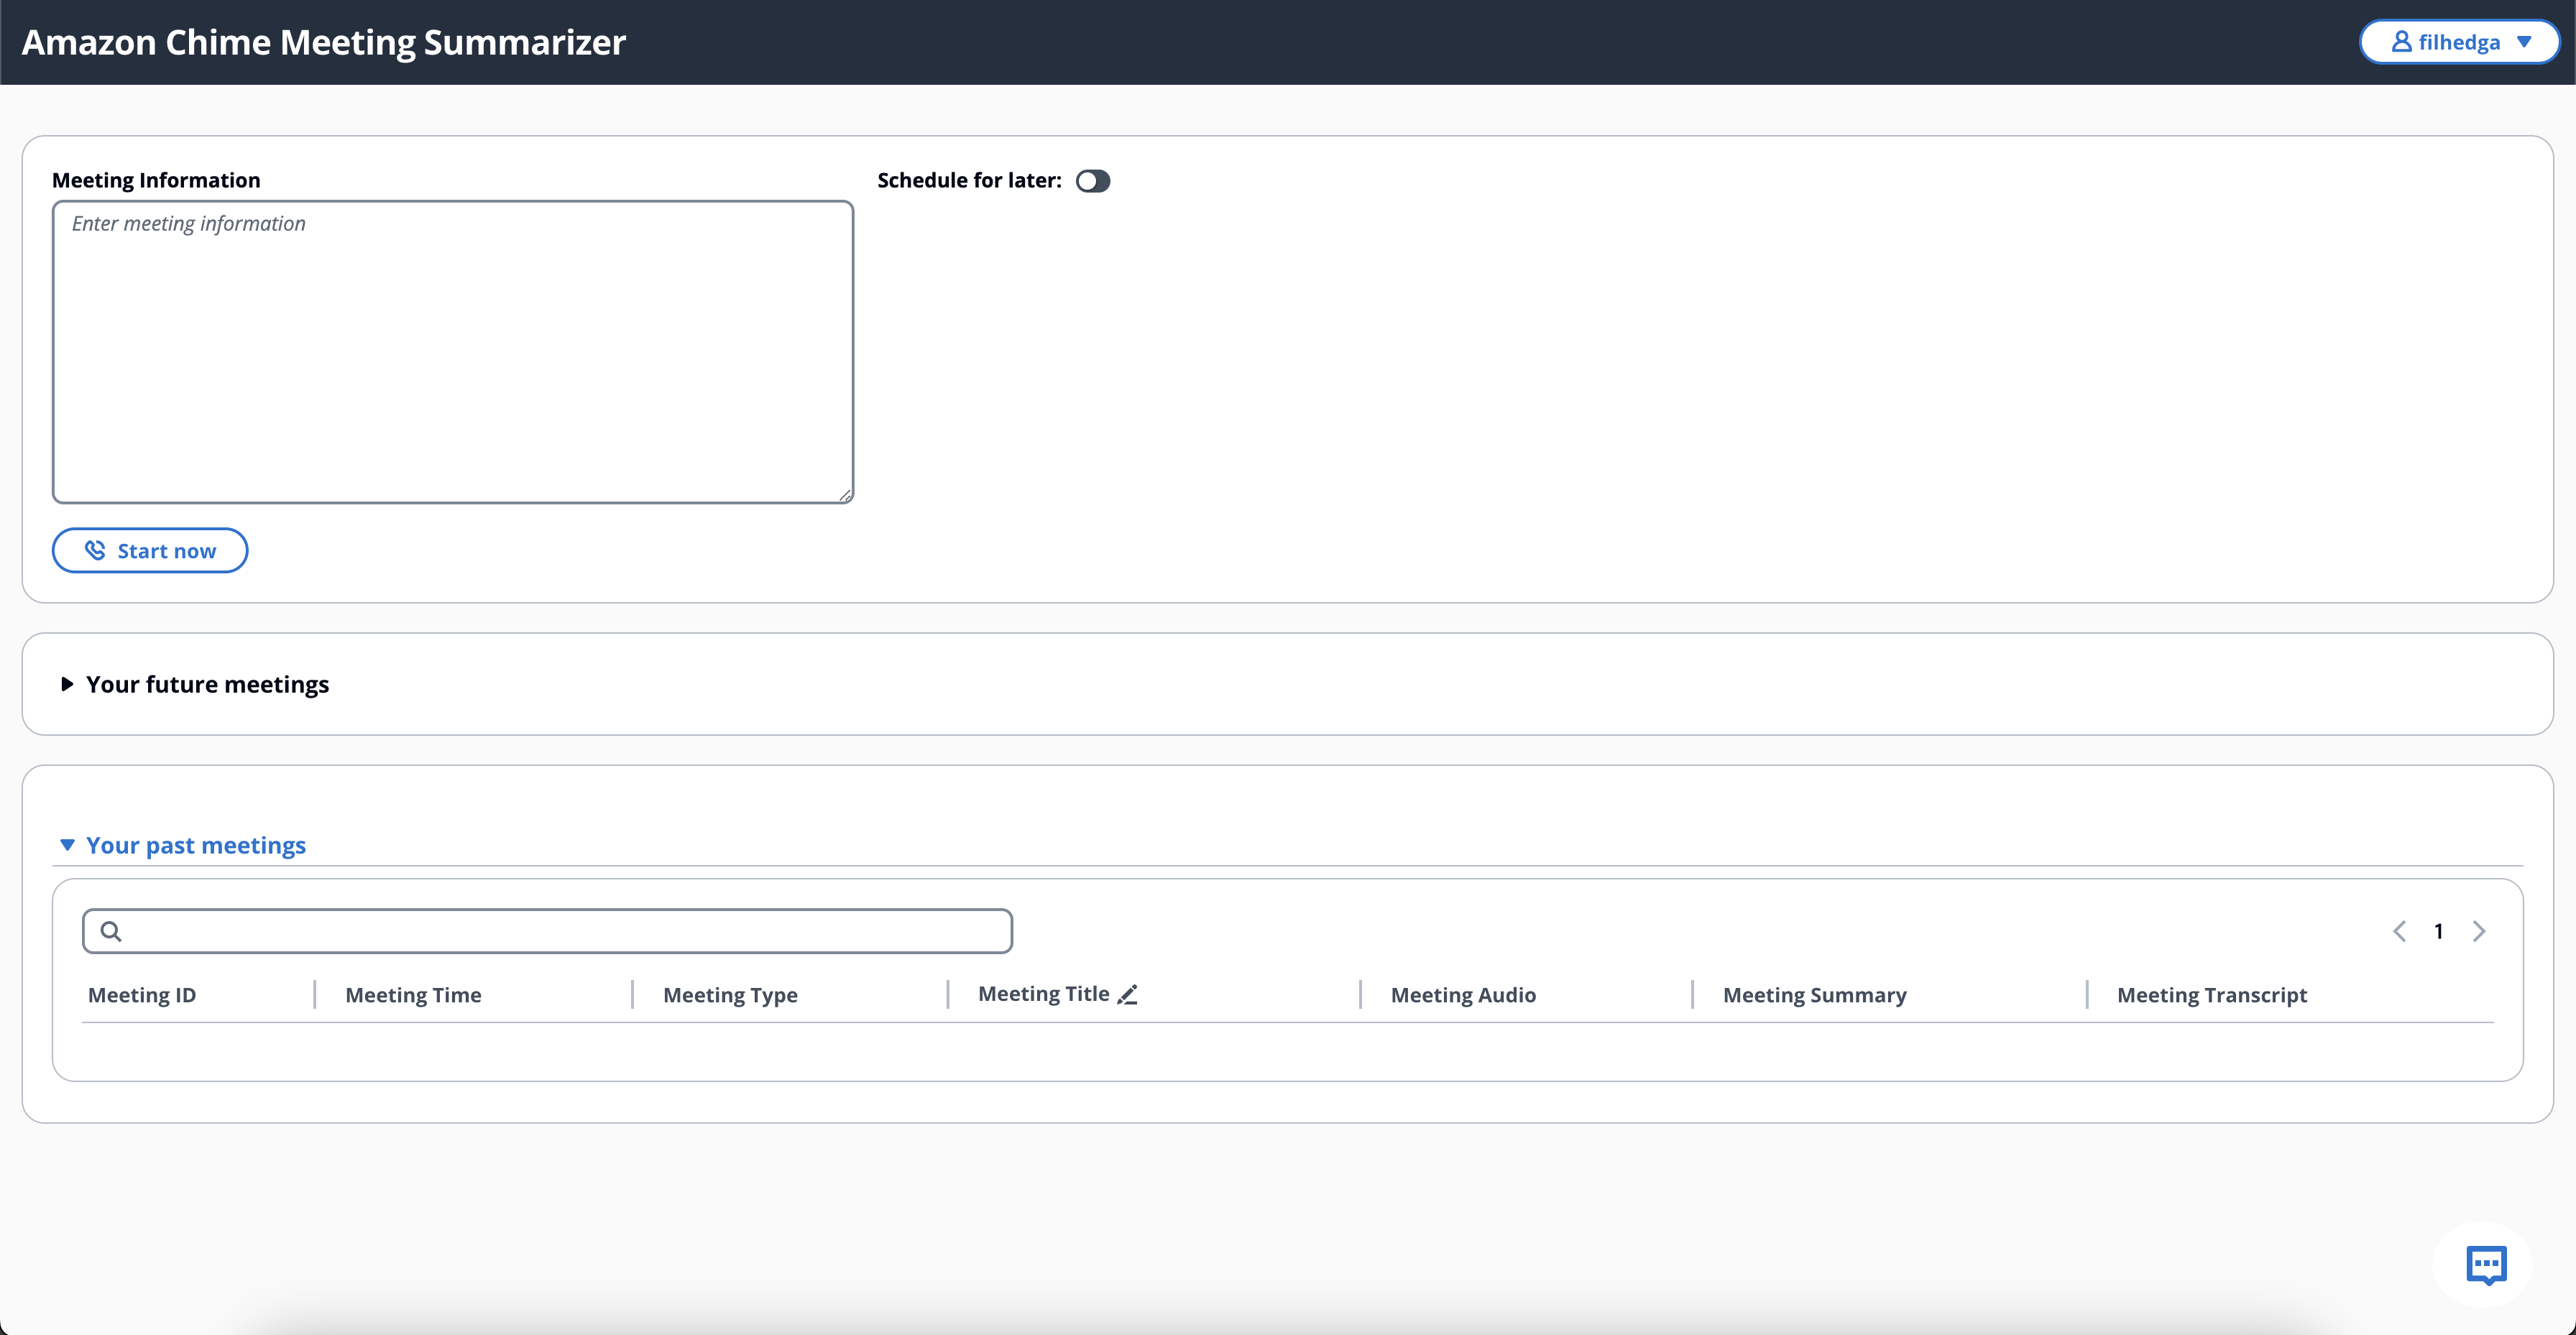 Amazon Chime Meeting Summarizer
filhedga
Meeting Information
Schedule for later:
Enter meeting information
Start now
Your future meetings
Your past meetings
1
Meeting ID
Meeting Time
Meeting Type
Meeting Title
Meeting Audio
Meeting Summary
Meeting Transcript